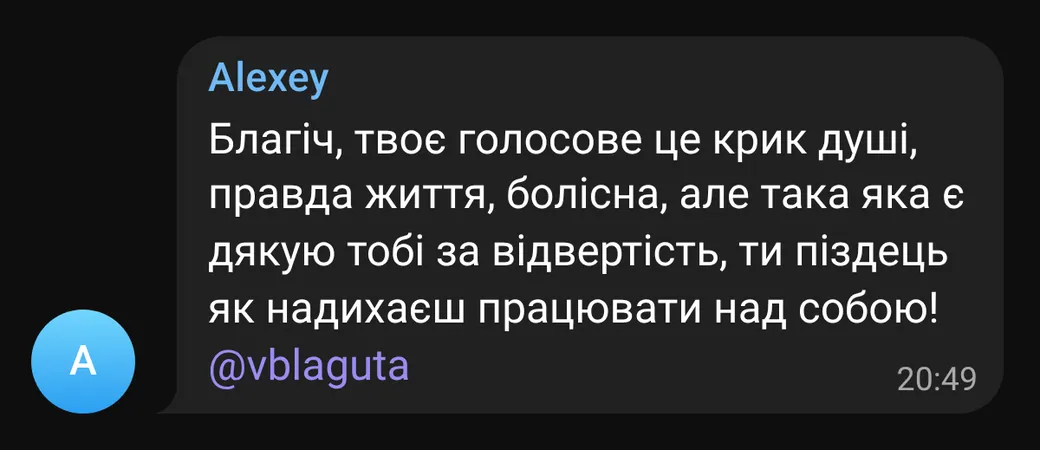 Alexey
Благіч, твоє голосове це крик душі,
правда життя, болісна, але така яка є
дякую тобі за відвертість, ти піздець
як надихаєш працювати над собою!
@vblaguta
20:49
A